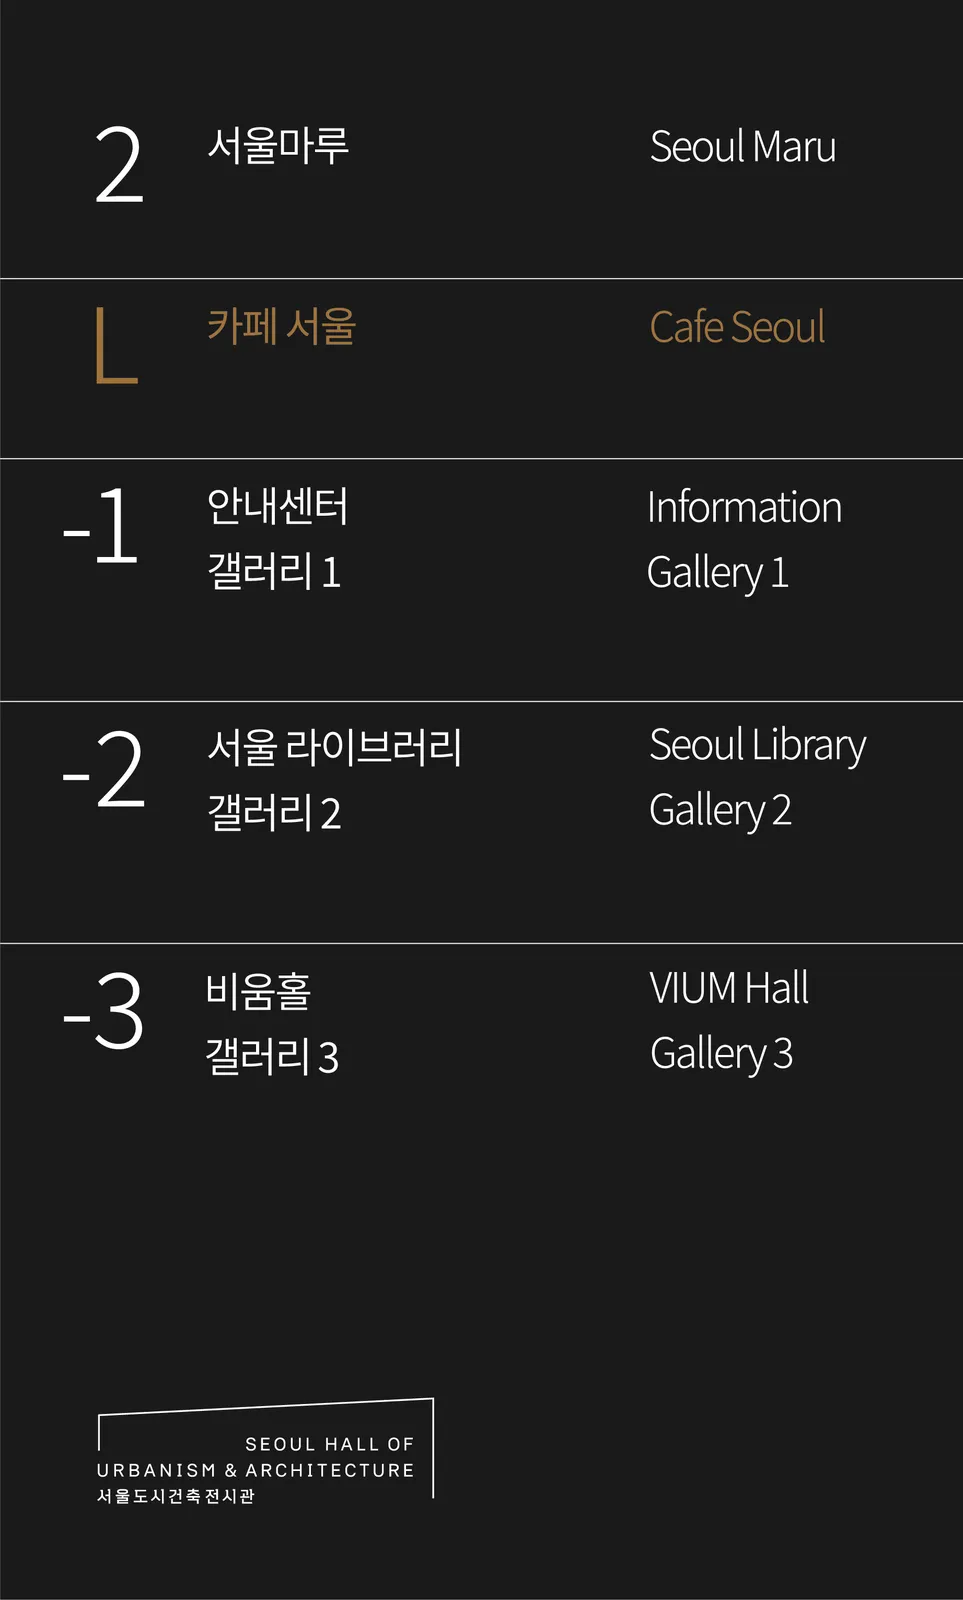 2 서울마루 Seoul Maru
L 카페 서울 Cafe Seoul
-1 안내센터 Information
갤러리 1 Gallery 1
-2 서울 라이브러리 Seoul Library
갤러리 2 Gallery 2
-3 비움홀 VIUM Hall
갤러리 3 Gallery 3
SEOUL HALL OF
URBANISM & ARCHITECTURE
서울도시건축전시관